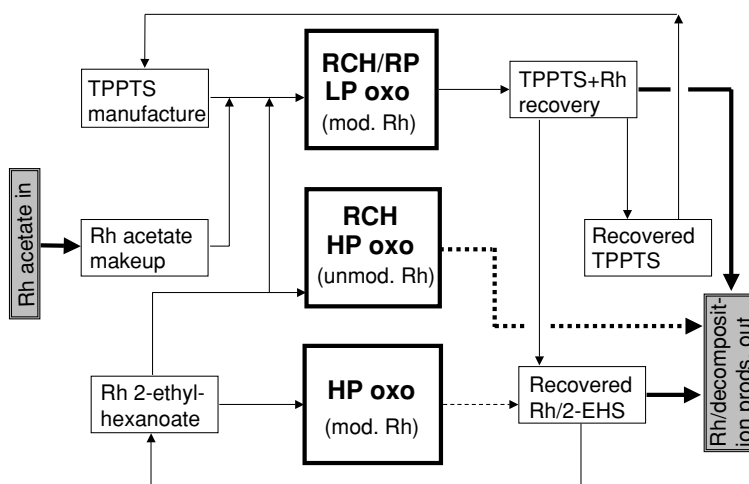 TPPTS
manufacture
RCH/RP
LP oxo
(mod. Rh)
TPPTS+Rh
recovery
Rh acetate in
Rh acetate
makeup
RCH
HP oxo
(unmod. Rh)
Recovered
TPPTS
Rh 2-ethyl-
hexanoate
HP oxo
(mod. Rh)
Recovered
Rh/2-EHS
Rh/decomposit-
ion prods. out